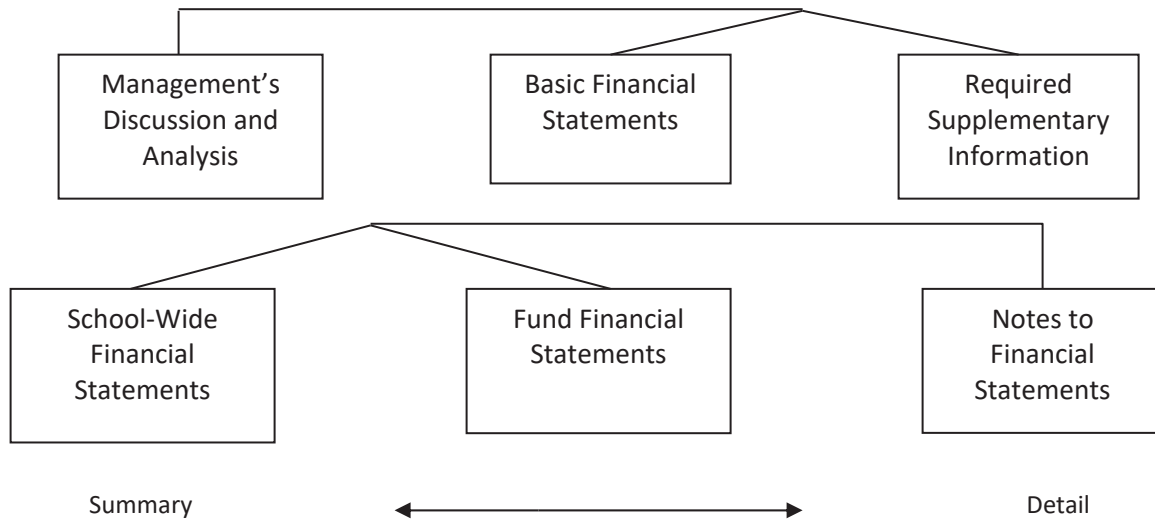 Management’s
Discussion and
Analysis
Basic Financial
Statements
Required
Supplementary
Information
School-Wide
Financial
Statements
Fund Financial
Statements
Notes to
Financial
Statements
Summary
Detail